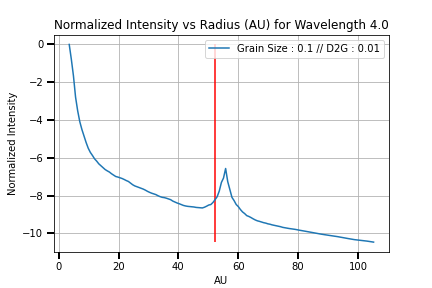 Normalized Intensity vs Radius (AU) for Wavelength 4.0
Grain Size : 0.1 // D2G : 0.01
Normalized Intensity
0
−2
−4
−6
−8
−10
0 20 40 60 80 100
AU